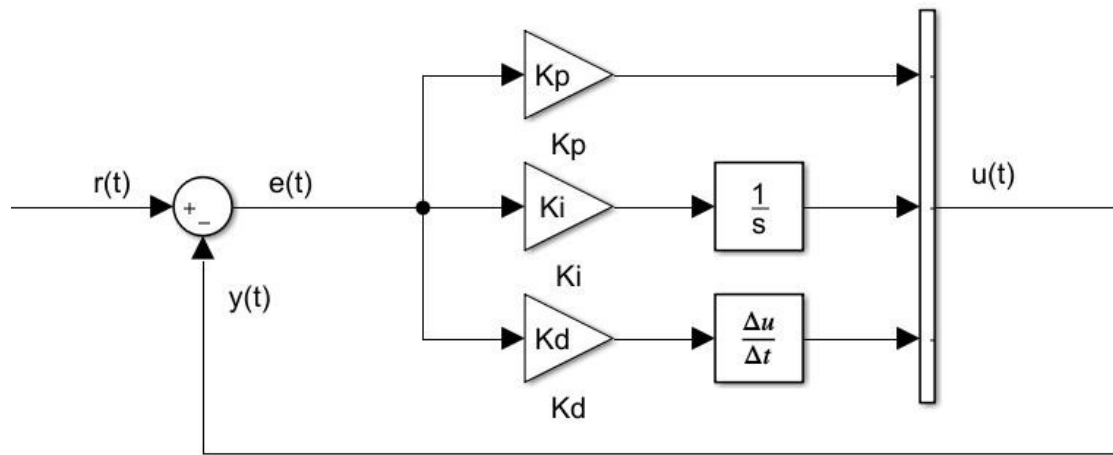 Kp
Kp
r(t)
+
−
e(t)
Ki
1
s
u(t)
Ki
y(t)
Kd
Δu
Δt
Kd